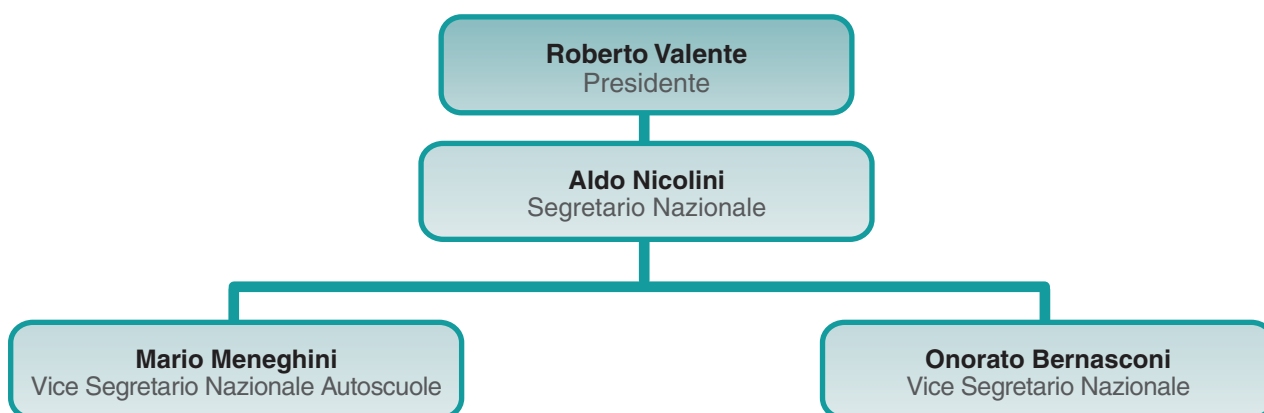 Roberto Valente
Presidente
Aldo Nicolini
Segretario Nazionale
Mario Meneghini
Vice Segretario Nazionale Autoscuole
Onorato Bernasconi
Vice Segretario Nazionale